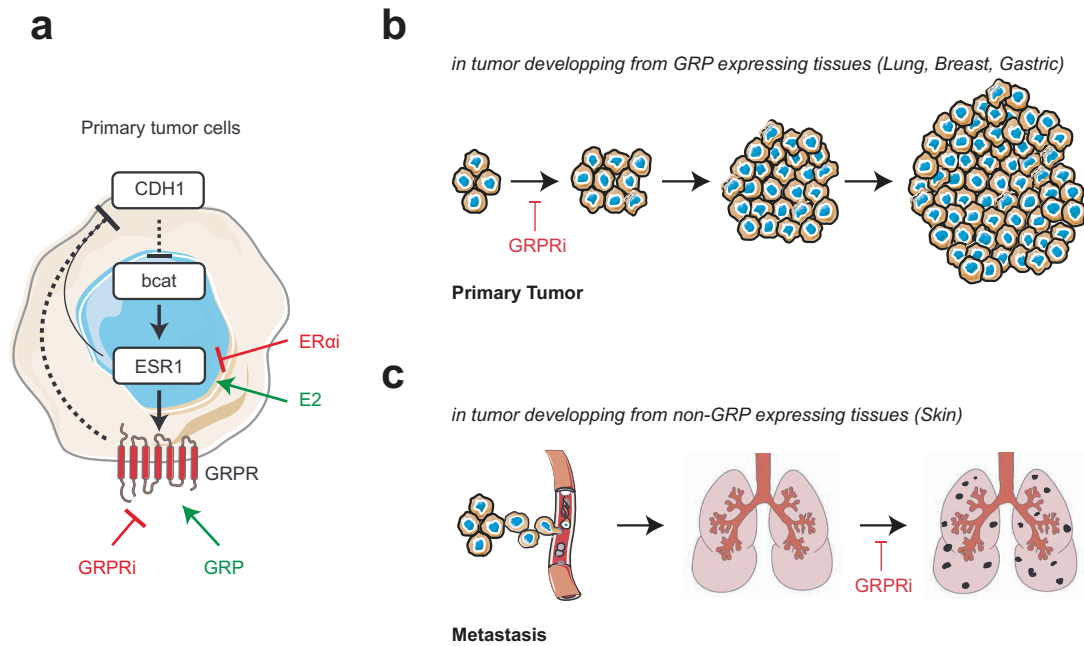 a
Primary tumor cells
CDH1
bcat
ESR1
ERαi
E2
GRPR
GRPRi
GRP
b
in tumor developping from GRP expressing tissues (Lung, Breast, Gastric)
GRPRi
Primary Tumor
c
in tumor developping from non-GRP expressing tissues (Skin)
GRPRi
Metastasis